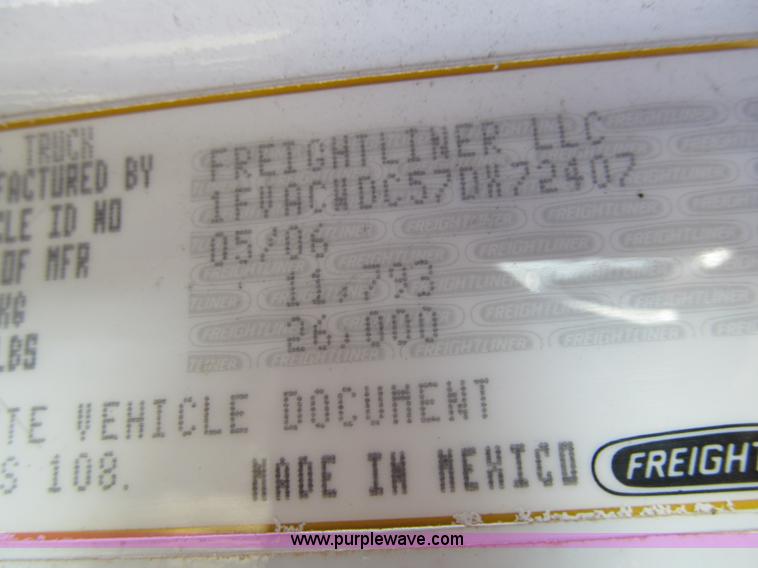 TRUCK
FACTURED BY FREIGHTLINER LLC
LE ID NO 1FVACWDC57DX72407
OF MFR 05/06
KG 11,793
LBS 26,000
TE VEHICLE DOCUMENT
S 108.
MADE IN MEXICO FREIGHT
www.purplewave.com